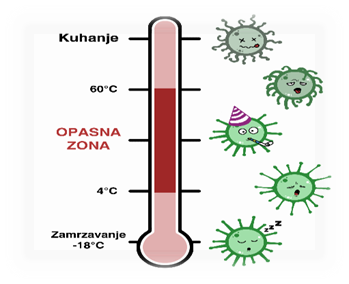 Kuhanje
60°C
OPASNA
ZONA
4°C
Zamrzavanje
-18°C
z z Z